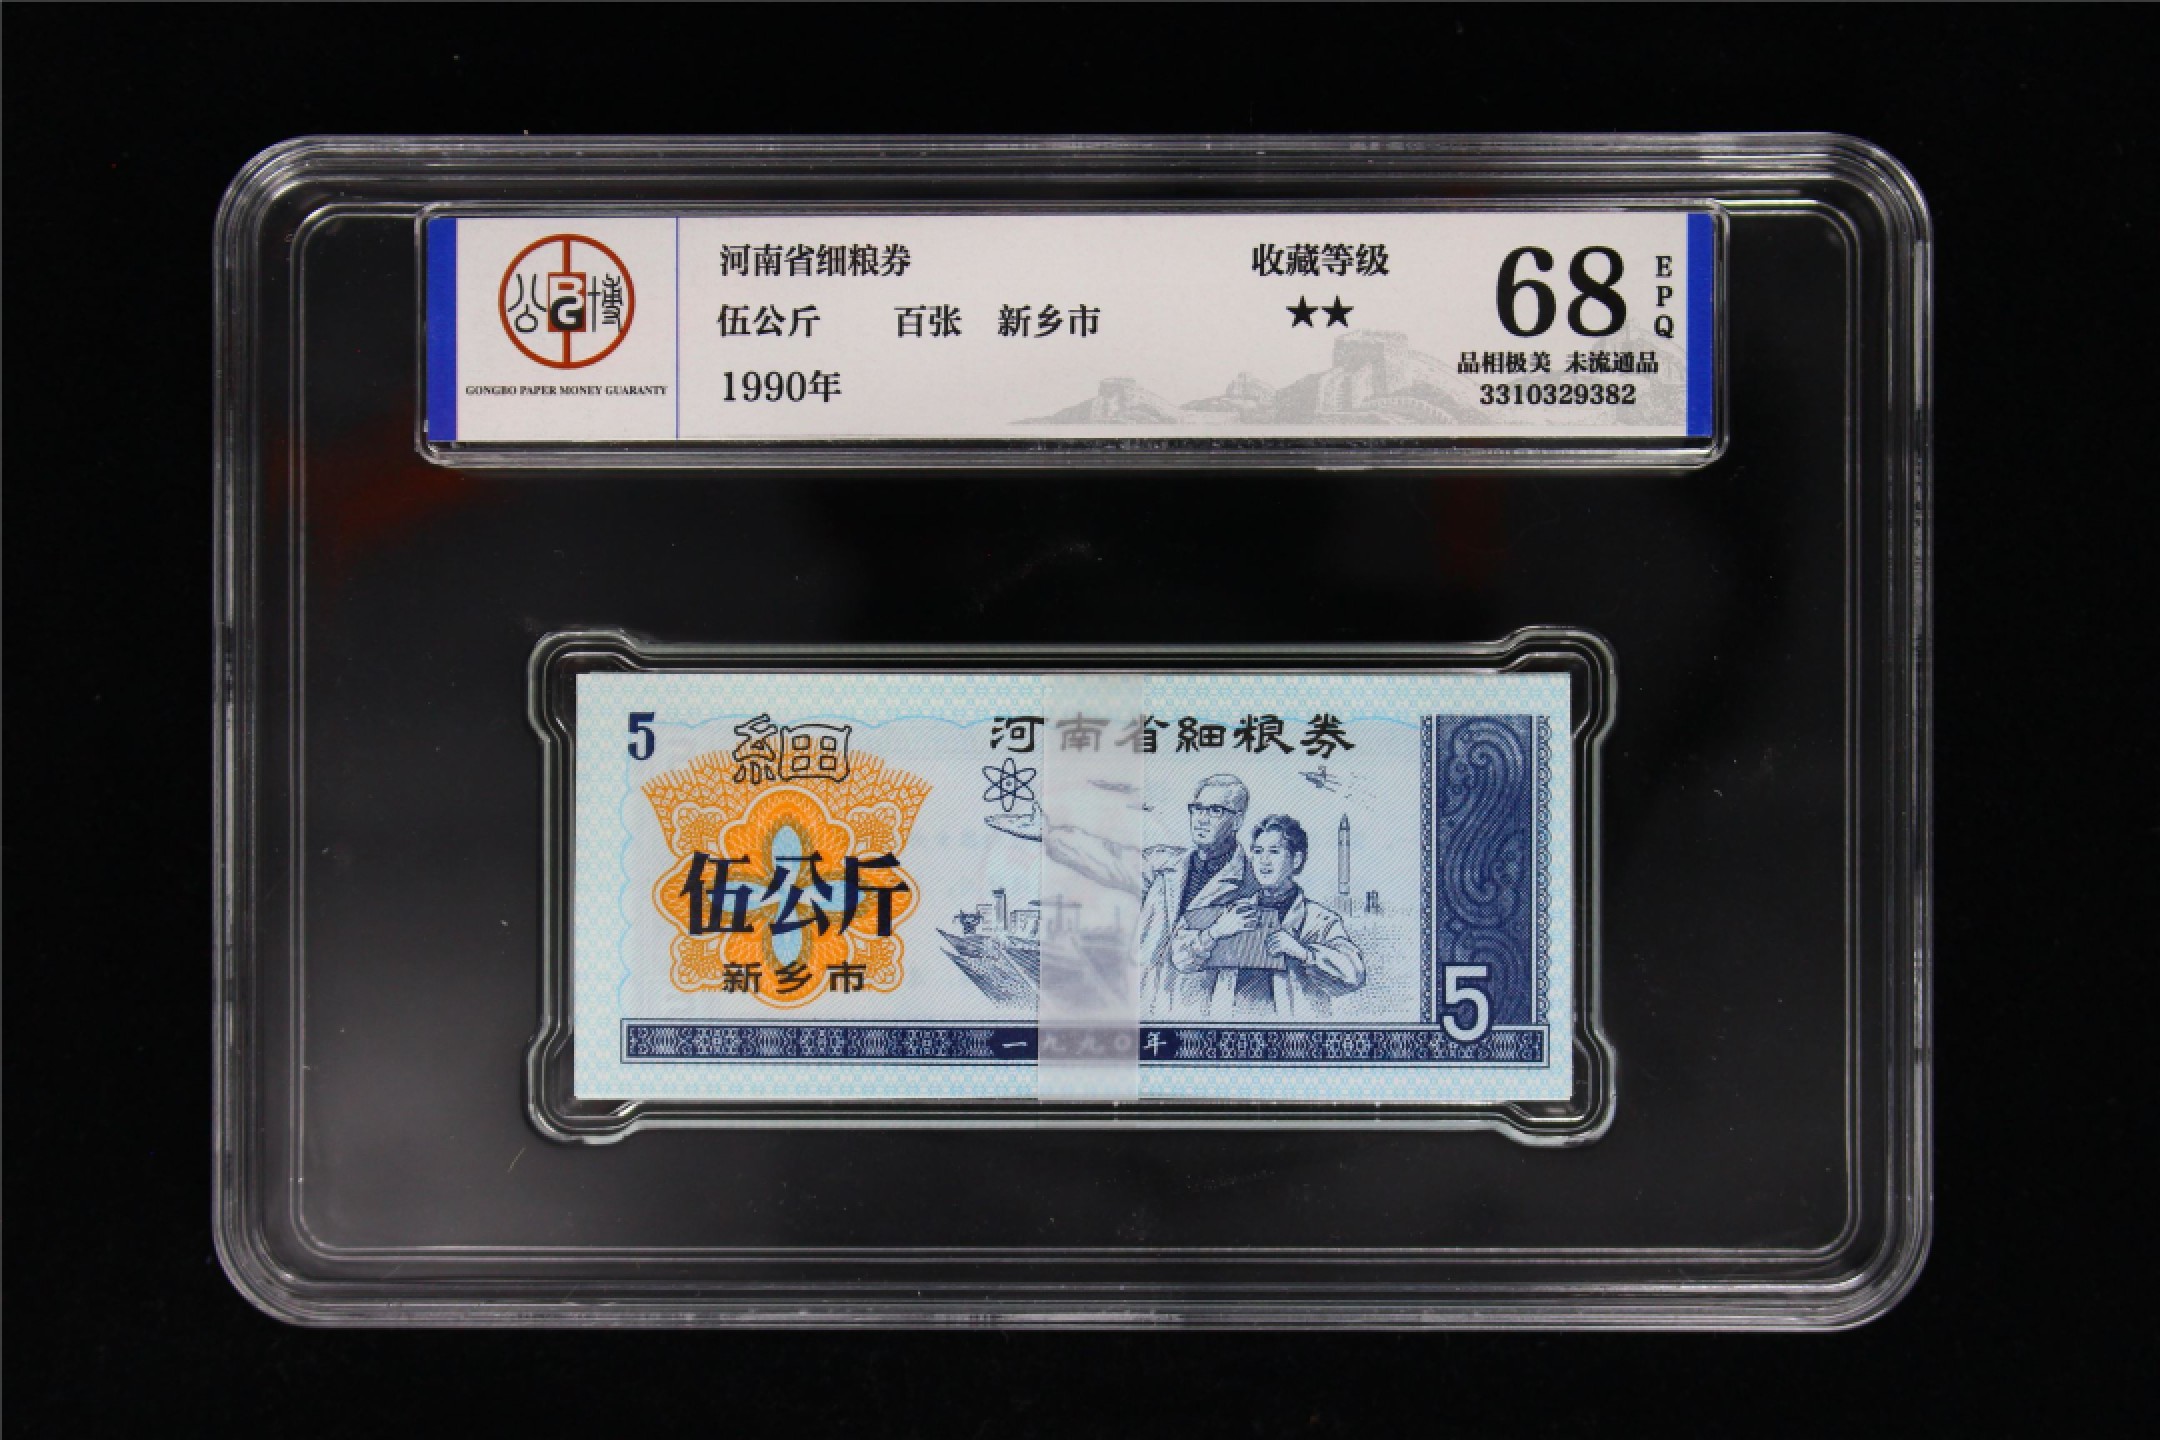 公 BG 博
GONGBO PAPER MONEY GUARANTY
河南省细粮券
伍公斤 百张 新乡市
1990年
收藏等级
★★
68
EPQ
品相极美 未流通品
3310329382
5
細
河南省細粮券
伍公斤
新乡市
5
一九九〇年